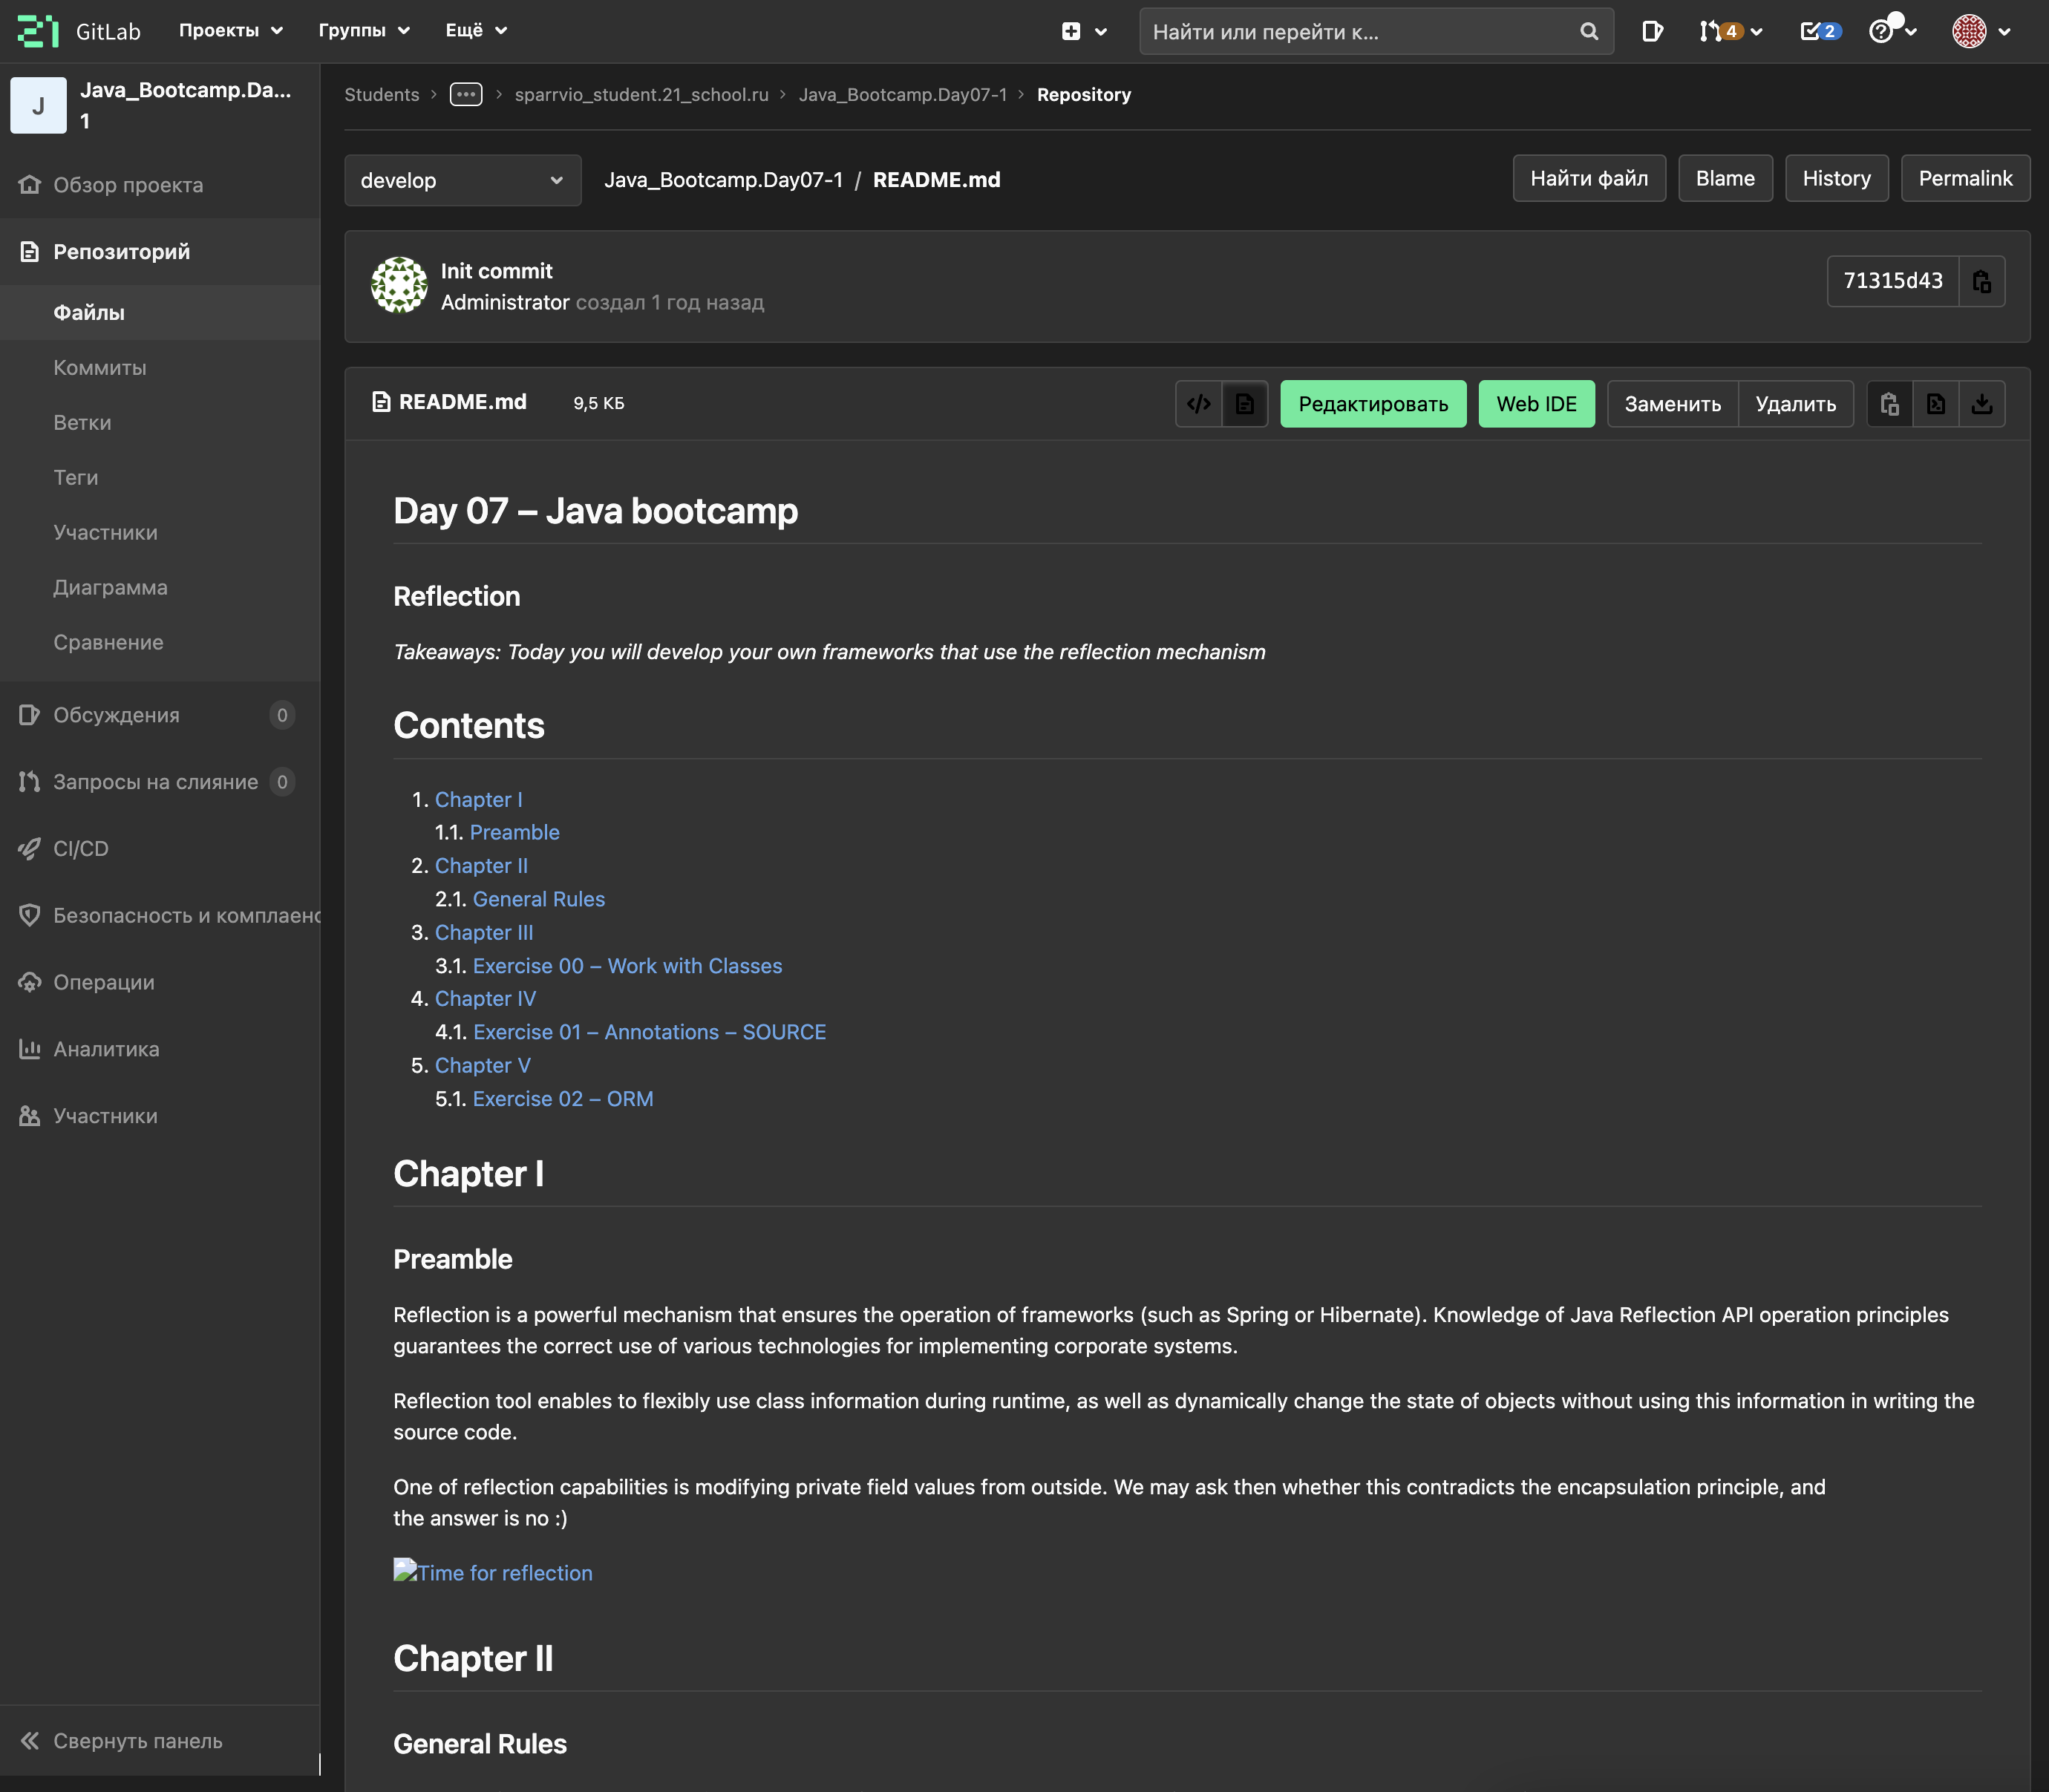 GitLab Проекты Группы Ещё Найти или перейти к... 4 2
J Java_Bootcamp.Da...
1
Обзор проекта
Репозиторий
Файлы
Коммиты
Ветки
Теги
Участники
Диаграмма
Сравнение
Обсуждения 0
Запросы на слияние 0
CI/CD
Безопасность и комплаенс
Операции
Аналитика
Участники
Свернуть панель
Students > ... > sparrvio_student.21_school.ru > Java_Bootcamp.Day07-1 > Repository
develop Java_Bootcamp.Day07-1 / README.md Найти файл Blame History Permalink
Init commit
Administrator создал 1 год назад
71315d43
README.md 9,5 КБ </> Редактировать Web IDE Заменить Удалить
Day 07 – Java bootcamp
Reflection
Takeaways: Today you will develop your own frameworks that use the reflection mechanism
Contents
1. Chapter I
1.1. Preamble
2. Chapter II
2.1. General Rules
3. Chapter III
3.1. Exercise 00 – Work with Classes
4. Chapter IV
4.1. Exercise 01 – Annotations – SOURCE
5. Chapter V
5.1. Exercise 02 – ORM
Chapter I
Preamble
Reflection is a powerful mechanism that ensures the operation of frameworks (such as Spring or Hibernate). Knowledge of Java Reflection API operation principles
guarantees the correct use of various technologies for implementing corporate systems.
Reflection tool enables to flexibly use class information during runtime, as well as dynamically change the state of objects without using this information in writing the
source code.
One of reflection capabilities is modifying private field values from outside. We may ask then whether this contradicts the encapsulation principle, and
the answer is no :)
Time for reflection
Chapter II
General Rules